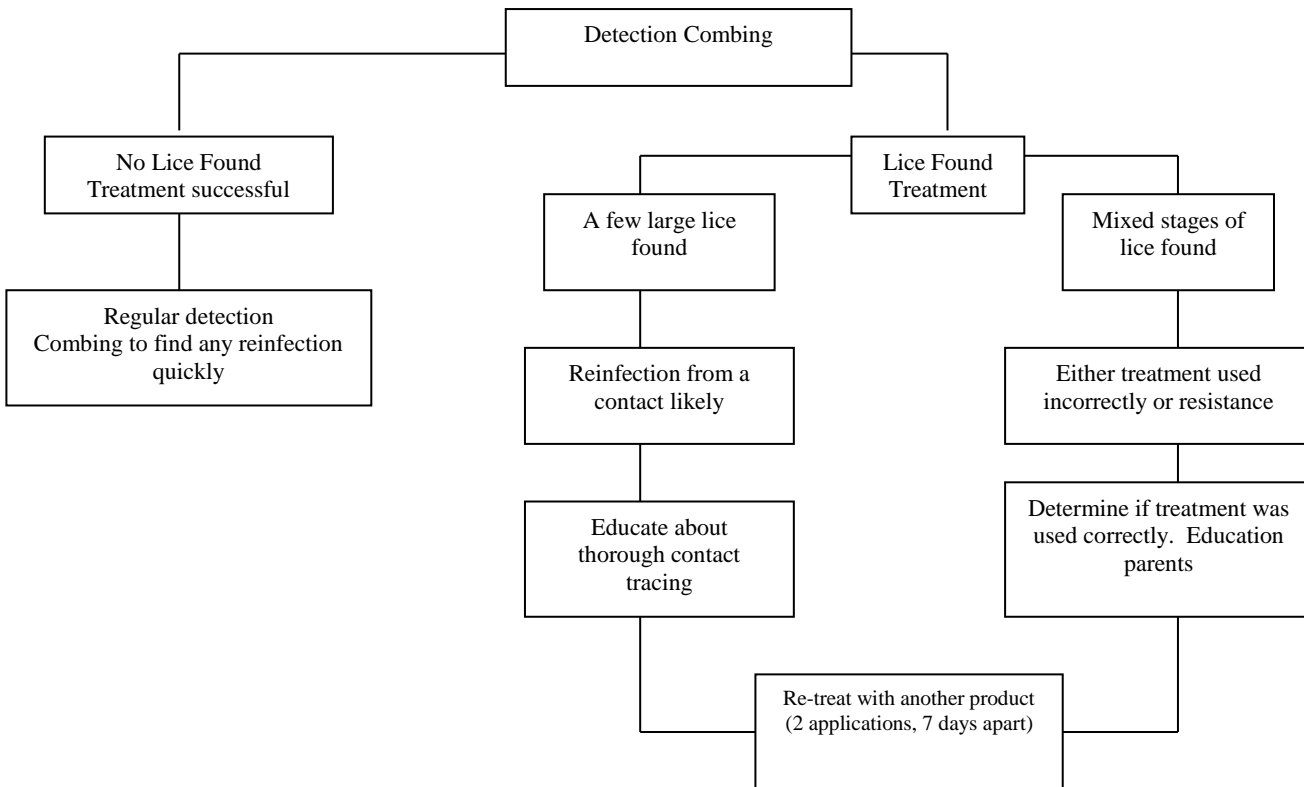 Detection Combing
No Lice Found
Treatment successful
Lice Found
Treatment
A few large lice
found
Mixed stages of
lice found
Regular detection
Combing to find any reinfection
quickly
Reinfection from a
contact likely
Either treatment used
incorrectly or resistance
Educate about
thorough contact
tracing
Determine if treatment was
used correctly.  Education
parents
Re-treat with another product
(2 applications, 7 days apart)